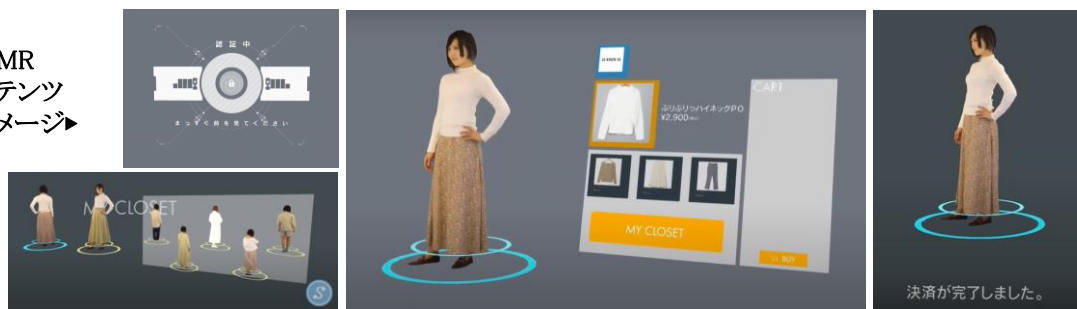 MR
テンツ
メージ▶
認証中
まっすぐ前を見てください
MY CLOSET
S
ぷりぷりっハイネックPO
¥2,900
MY CLOSET
CART
BUY
決済が完了しました。